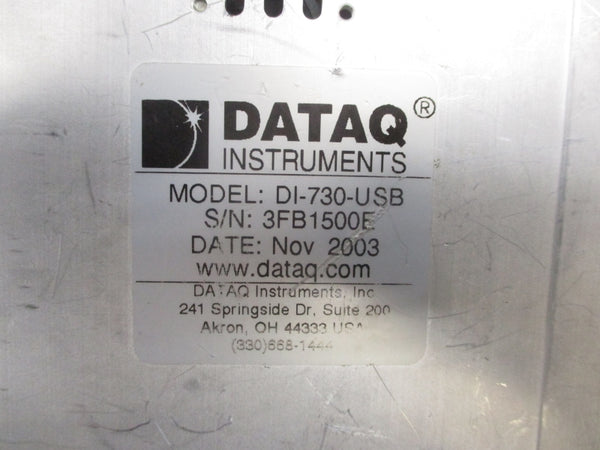 DATAQ®
INSTRUMENTS
MODEL: DI-730-USB
S/N: 3FB1500E
DATE: Nov 2003
www.dataq.com
DATAQ Instruments, Inc
241 Springside Dr, Suite 200
Akron, OH 44333 USA
(330)668-1444